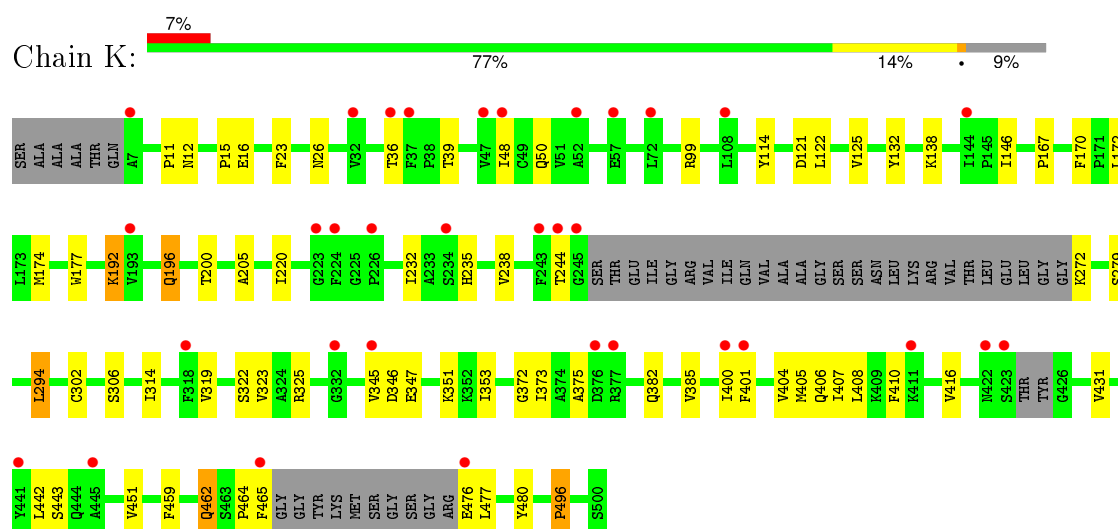 7%
Chain K:
77% 14% • 9%
SER ALA ALA ALA THR GLN A7 P11 N12 P15 E16 F23 N26 V32 T36 F37 P38 T39 V47 I48 C49 Q50 V51 A52 E57 L72 R99 L108 Y114 D121 L122 V125 Y132 K138 I144 P145 I146 P167 F170 P171 L172
L173 M174 W177 K192 V193 Q196 T200 A205 I220 G223 F224 G225 P226 I232 A233 S234 H235 V238 F243 T244 G245 SER THR GLU ILE GLY ARG VAL ILE GLN VAL ALA ALA GLY SER SER ASN LEU LYS ARG VAL THR LEU GLU LEU GLY GLY K272 S279
L294 C302 S306 I314 F318 V319 S322 V323 A324 R325 G332 V345 D346 E347 K351 K352 I353 G372 I373 A374 A375 D376 R377 Q382 V385 I400 F401 V404 M405 Q406 I407 L408 K409 F410 K411 V416 N422 S423 THR TYR G426 V431
Y441 L442 S443 Q444 A445 V451 F459 Q462 S463 P464 F465 GLY GLY TYR LYS MET SER GLY SER GLY ARG E476 L477 Y480 P496 S500